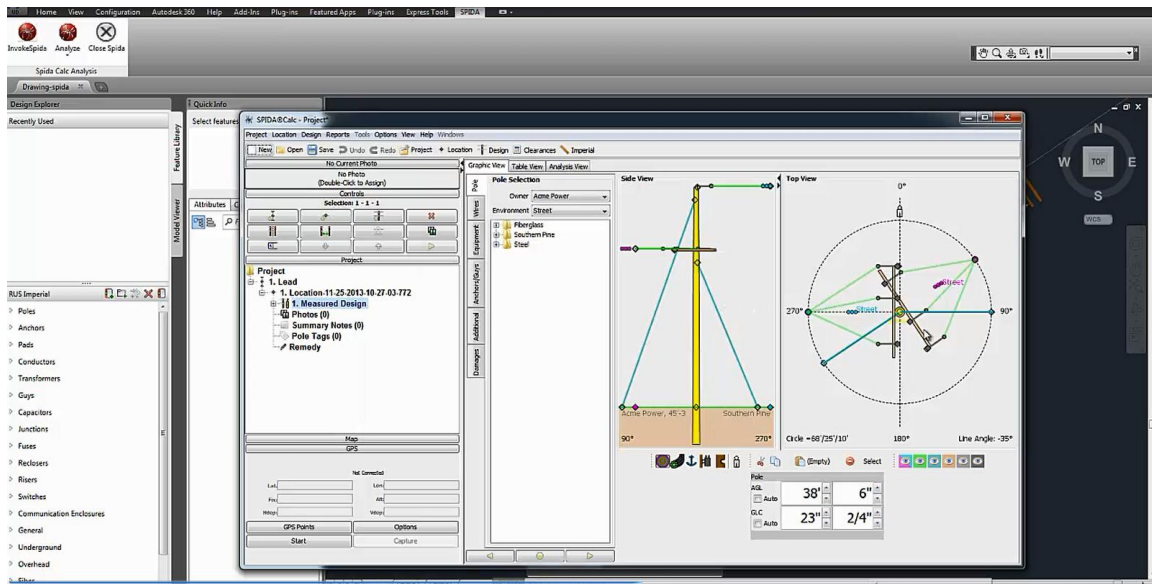 Home View Configuration Autodesk 360 Help Add-Ins Plug-ins Featured Apps Plug-ins Express Tools SPIDA
InvokeSpida Analyze Close Spida
Spida Calc Analysis
Drawing-spida
Design Explorer
Recently Used
Feature Library
Model Viewer
Quick Info
Select features
Attributes
RUS Imperial
Poles
Anchors
Pads
Conductors
Transformers
Guys
Capacitors
Junctions
Fuses
Reclosers
Risers
Switches
Communication Enclosures
General
Underground
Overhead
Fiber
SPIDA®Calc - Project*
Project Location Design Reports Tools Options View Help Windows
New Open Save Undo Redo Project Location Design Clearances Imperial
No Current Photo
No Photo
(Double-Click to Assign)
Controls
Selection: 1 - 1 - 1
Project
Project
1. Lead
1. Location-11-25-2013-10-27-03-772
1. Measured Design
Photos (0)
Summary Notes (0)
Pole Tags (0)
Remedy
Map
GPS
Not Connected
GPS Points Options
Start Capture
Graphic View Table View Analysis View
Pole
Wires
Equipment
Anchors/Guys
Additional
Damages
Pole Selection
Owner Acme Power
Environment Street
Fiberglass
Southern Pine
Steel
Side View
Acme Power, 45'-3 Southern Pine
90° 270°
Top View
0°
Street
270° Street 90°
Circle =68'/25'/10' 180° Line Angle: -35°
(Empty) Select
Pole
AGL
Auto 38' 6"
GLC
Auto 23" 2/4"
N
W TOP E
S
WCS